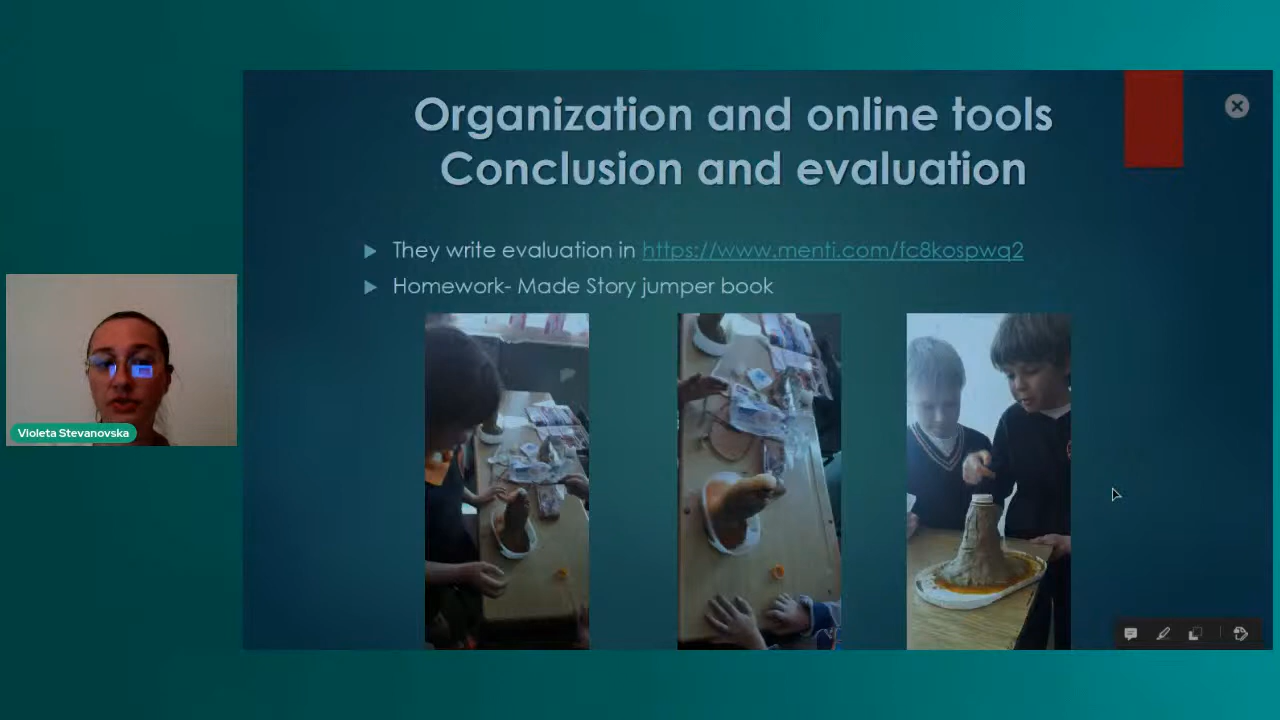 Organization and online tools
Conclusion and evaluation
They write evaluation in https://www.menti.com/fc8kospwq2
Homework- Made Story jumper book
Violeta Stevanovska